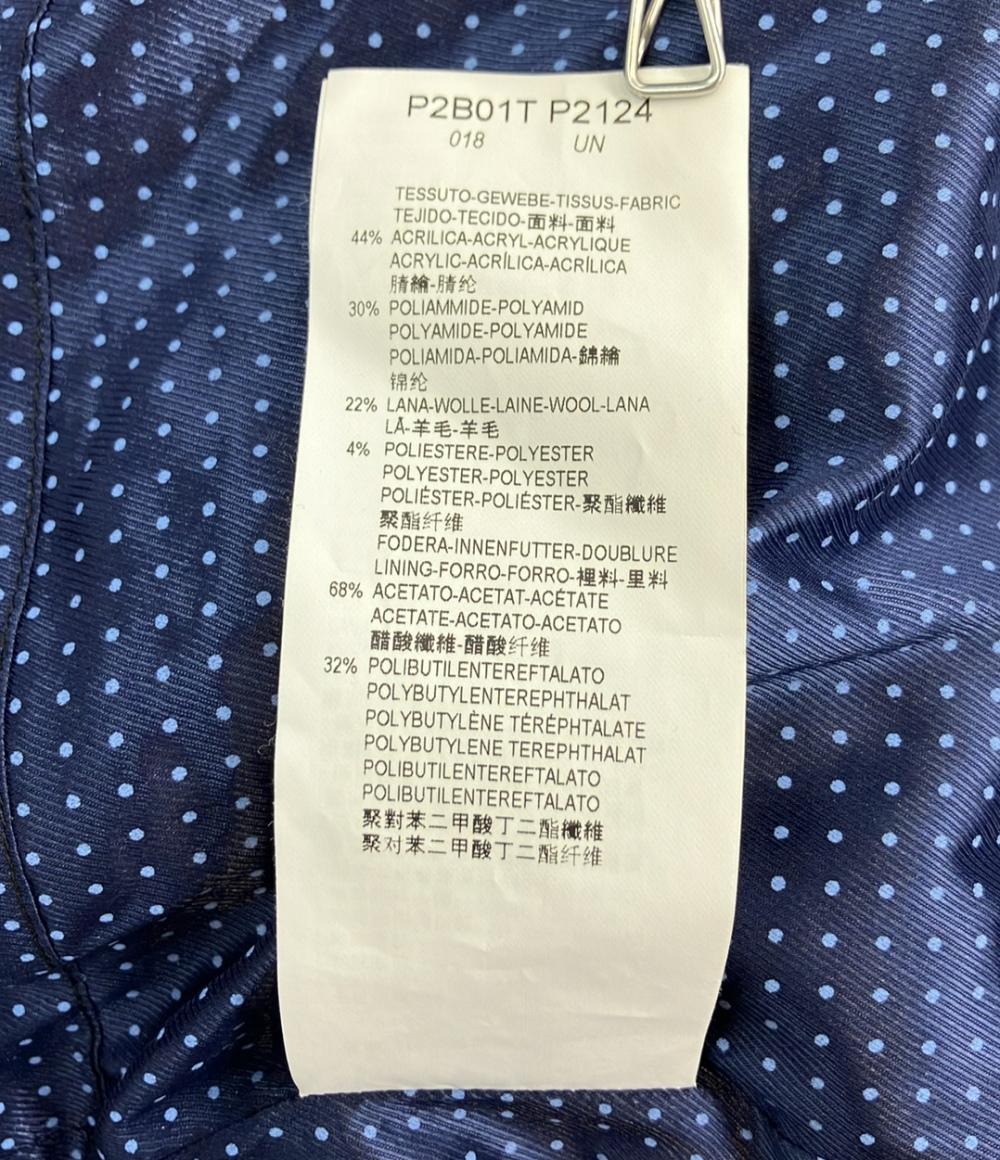 P2B01T P2124
018 UN
TESSUTO-GEWEBE-TISSUS-FABRIC
TEJIDO-TECIDO-面料-面料
44% ACRILICA-ACRYL-ACRYLIQUE
ACRYLIC-ACRÍLICA-ACRÍLICA
腈綸-腈纶
30% POLIAMMIDE-POLYAMID
POLYAMIDE-POLYAMIDE
POLIAMIDA-POLIAMIDA-錦綸
锦纶
22% LANA-WOLLE-LAINE-WOOL-LANA
LÃ-羊毛-羊毛
4% POLIESTERE-POLYESTER
POLYESTER-POLYESTER
POLIÉSTER-POLIÉSTER-聚酯纖維
聚酯纤维
FODERA-INNENFUTTER-DOUBLURE
LINING-FORRO-FORRO-裡料-里料
68% ACETATO-ACETAT-ACÉTATE
ACETATE-ACETATO-ACETATO
醋酸纖維-醋酸纤维
32% POLIBUTILENTEREFTALATO
POLYBUTYLENTEREPHTHALAT
POLYBUTYLÈNE TÉRÉPHTALATE
POLYBUTYLENE TEREPHTHALAT
POLIBUTILENTEREFTALATO
POLIBUTILENTEREFTALATO
聚對苯二甲酸丁二酯纖維
聚对苯二甲酸丁二酯纤维